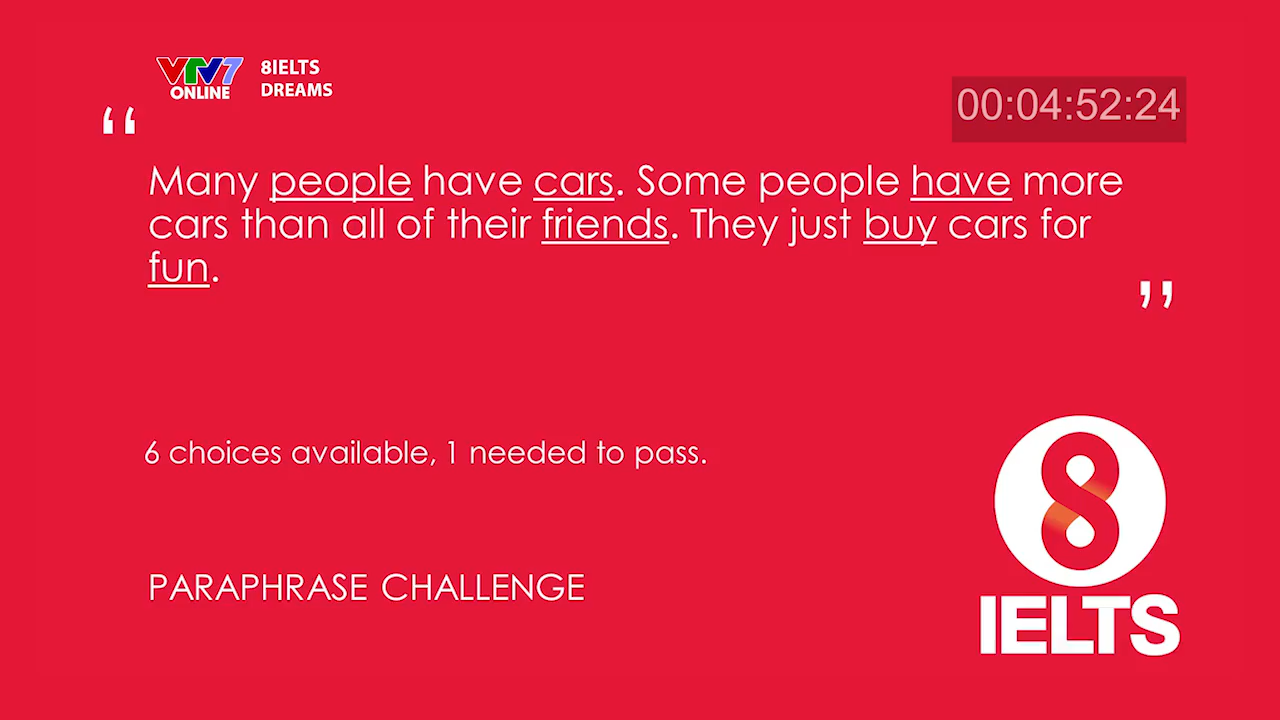 VTV7
ONLINE
8IELTS
DREAMS
00:04:52:24
“
Many people have cars. Some people have more
cars than all of their friends. They just buy cars for
fun.
”
6 choices available, 1 needed to pass.
PARAPHRASE CHALLENGE
8
IELTS